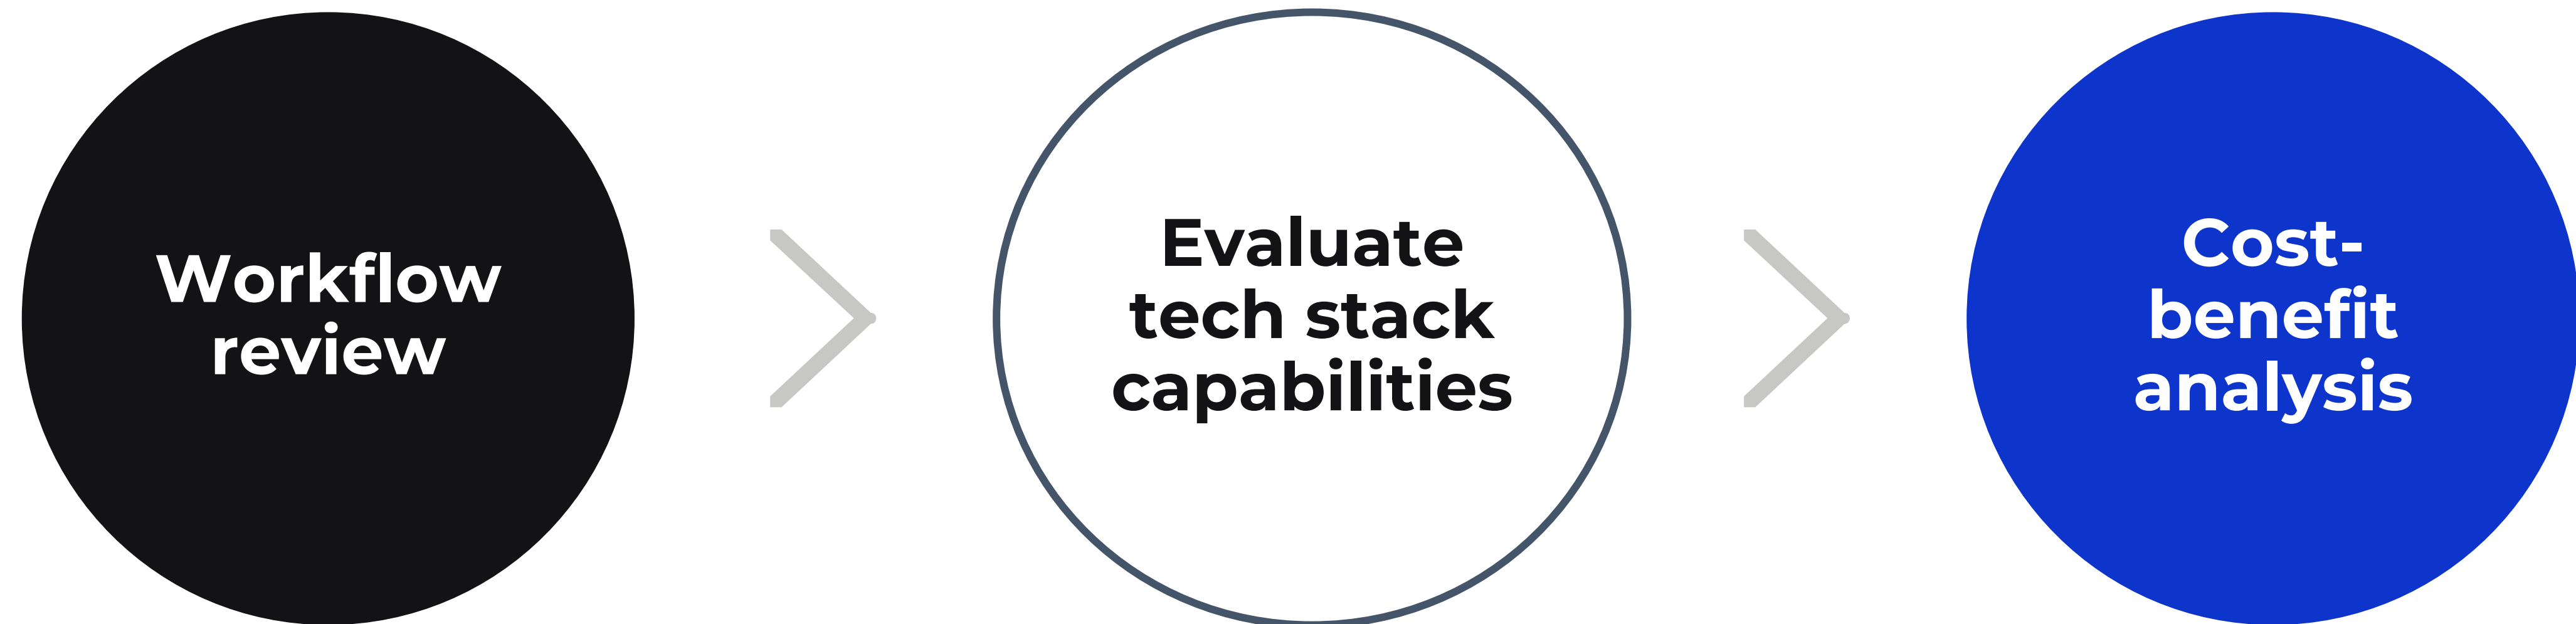 Workflow
review
Evaluate
tech stack
capabilities
Cost-
benefit
analysis